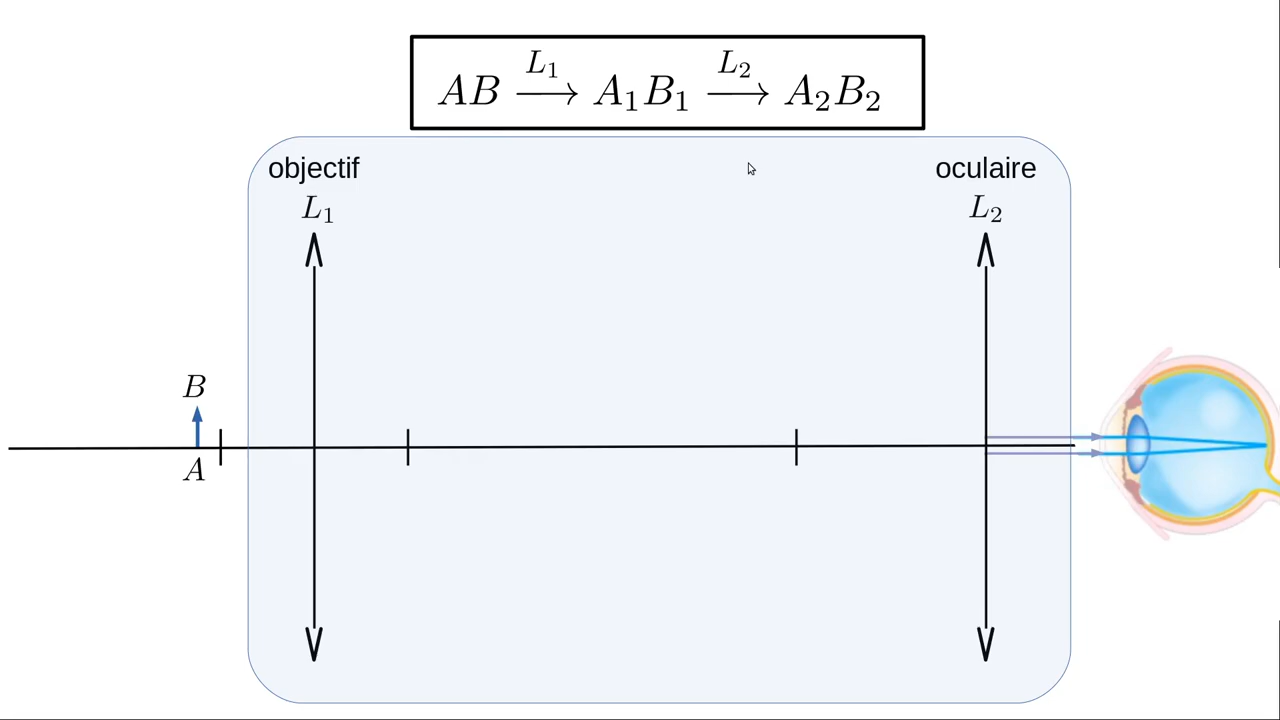 AB —L₁→ A₁B₁ —L₂→ A₂B₂
objectif
L₁
oculaire
L₂
B
A